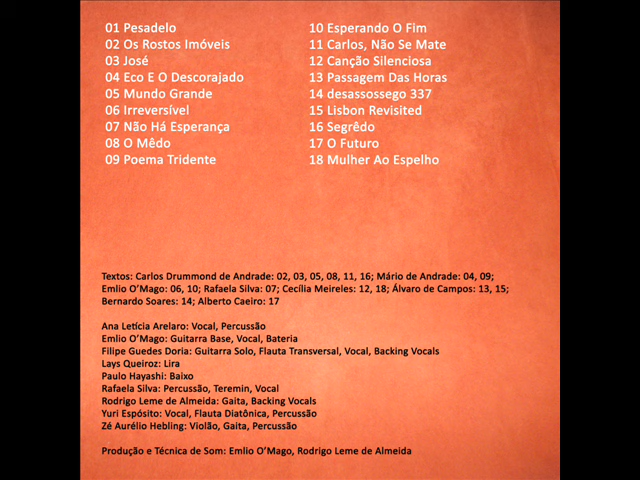 01 Pesadelo
02 Os Rostos Imóveis
03 José
04 Eco E O Descorajado
05 Mundo Grande
06 Irreversível
07 Não Há Esperança
08 O Mêdo
09 Poema Tridente
10 Esperando O Fim
11 Carlos, Não Se Mate
12 Canção Silenciosa
13 Passagem Das Horas
14 desassossego 337
15 Lisbon Revisited
16 Segrêdo
17 O Futuro
18 Mulher Ao Espelho
Textos: Carlos Drummond de Andrade: 02, 03, 05, 08, 11, 16; Mário de Andrade: 04, 09;
Emlio O’Mago: 06, 10; Rafaela Silva: 07; Cecília Meireles: 12, 18; Álvaro de Campos: 13, 15;
Bernardo Soares: 14; Alberto Caeiro: 17
Ana Letícia Arelaro: Vocal, Percussão
Emlio O’Mago: Guitarra Base, Vocal, Bateria
Filipe Guedes Doria: Guitarra Solo, Flauta Transversal, Vocal, Backing Vocals
Lays Queiroz: Lira
Paulo Hayashi: Baixo
Rafaela Silva: Percussão, Teremin, Vocal
Rodrigo Leme de Almeida: Gaita, Backing Vocals
Yuri Espósito: Vocal, Flauta Diatônica, Percussão
Zé Aurélio Hebling: Violão, Gaita, Percussão
Produção e Técnica de Som: Emlio O’Mago, Rodrigo Leme de Almeida